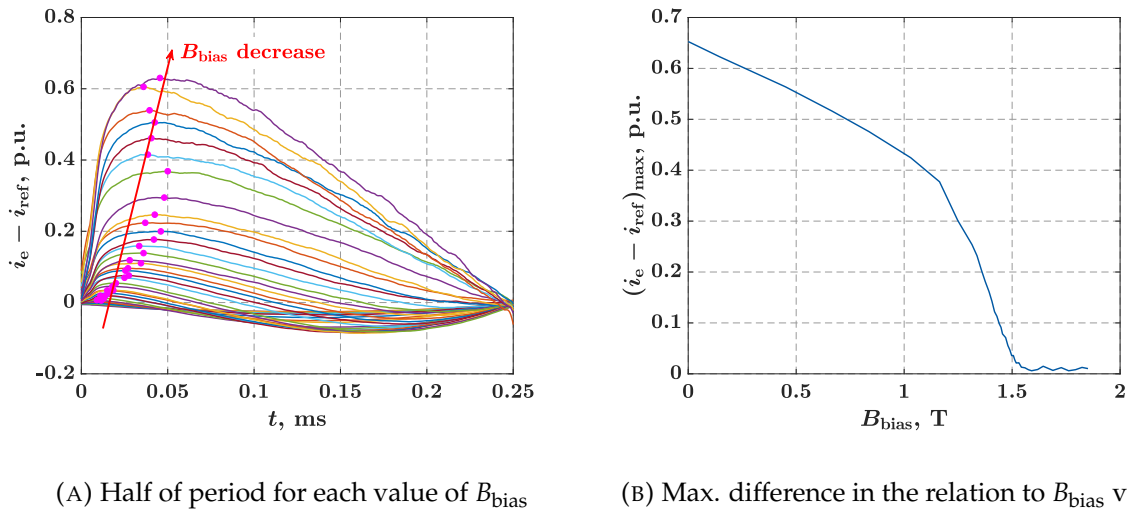 0.8
0.6
0.4
0.2
0
-0.2
i_e − i_ref, p.u.
B_bias decrease
0 0.05 0.1 0.15 0.2 0.25
t, ms
0.7
0.6
0.5
0.4
0.3
0.2
0.1
0
(i_e − i_ref)_max, p.u.
0 0.5 1 1.5 2
B_bias, T
(A) Half of period for each value of B_bias
(B) Max. difference in the relation to B_bias v